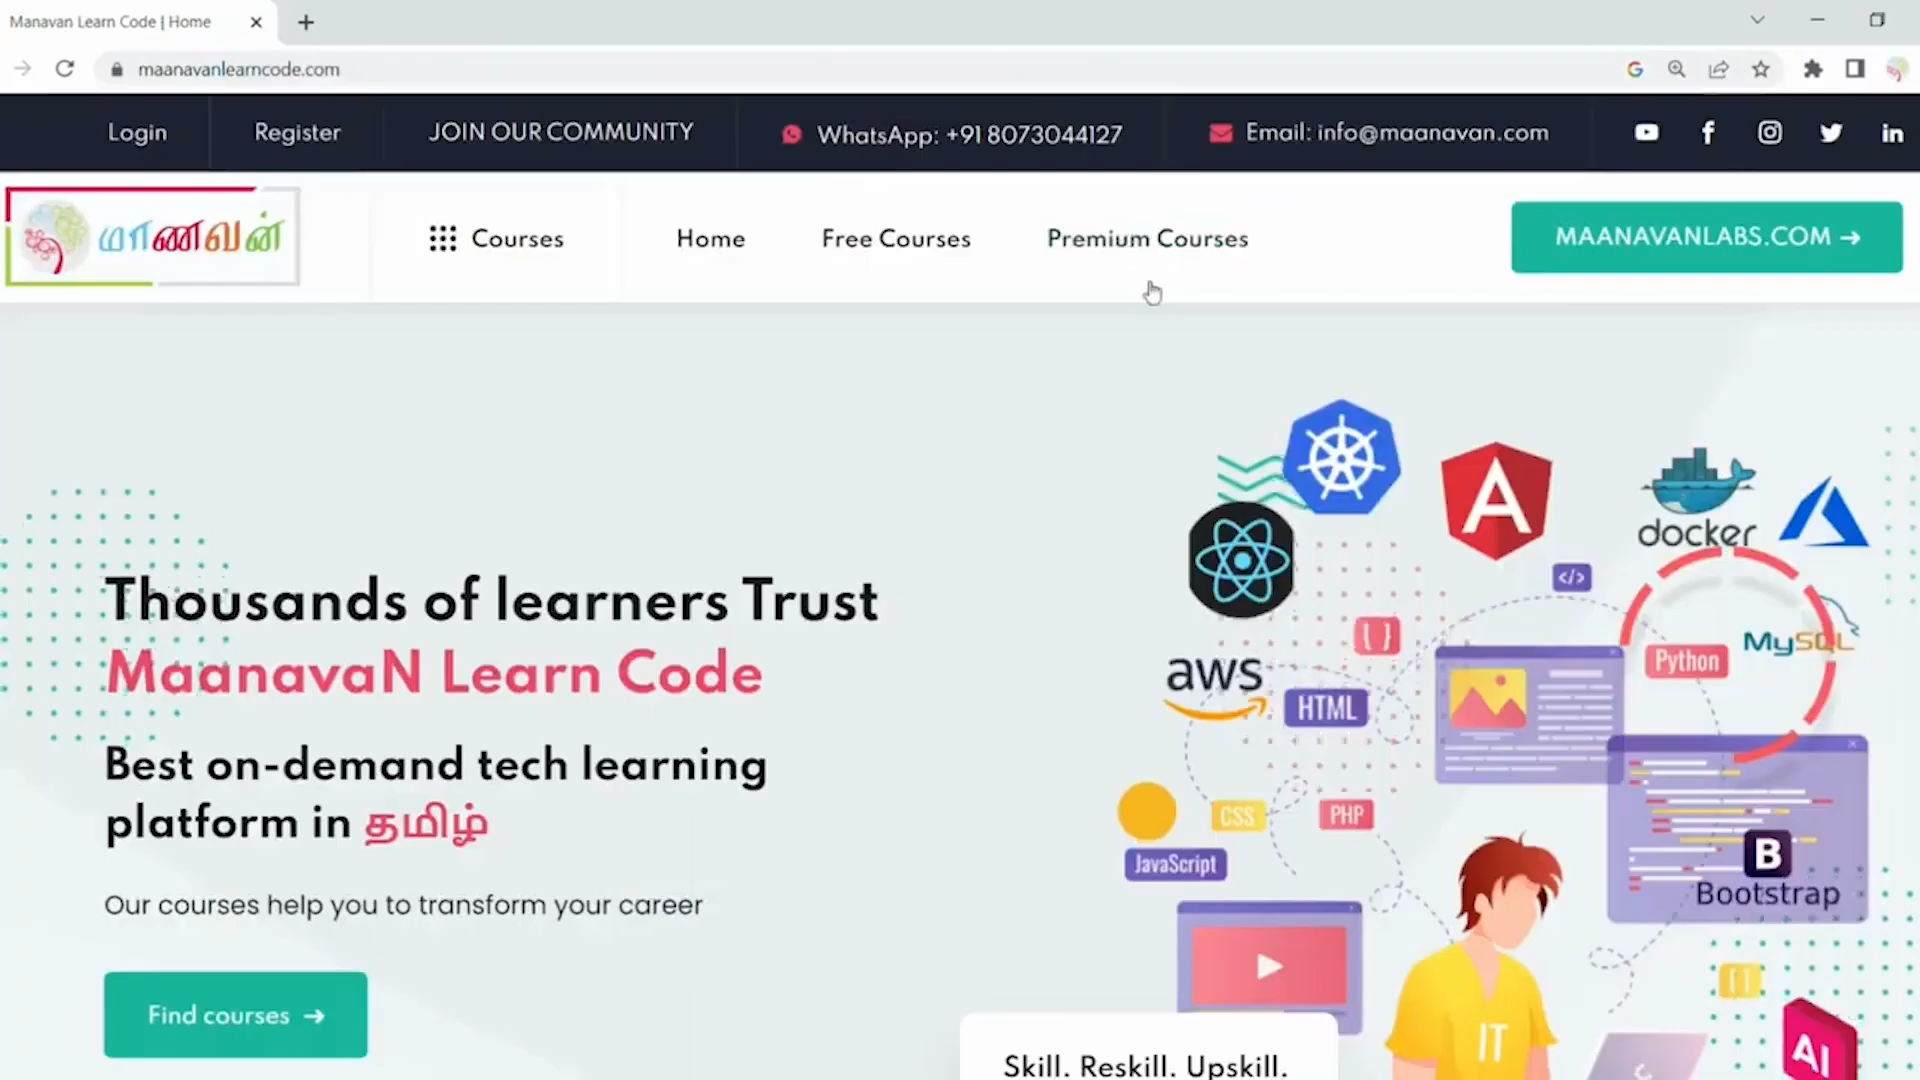 Manavan Learn Code | Home
maanavanlearncode.com
Login
Register
JOIN OUR COMMUNITY
WhatsApp: +91 8073044127
Email: info@maanavan.com
மாணவன்
Courses
Home
Free Courses
Premium Courses
MAANAVANLABS.COM →
Thousands of learners Trust
MaanavaN Learn Code
Best on-demand tech learning
platform in தமிழ்
Our courses help you to transform your career
Find courses →
docker
</>
{ }
MySQL
Python
aws
HTML
CSS
PHP
JavaScript
B
Bootstrap
[ ]
IT
AI
Skill. Reskill. Upskill.